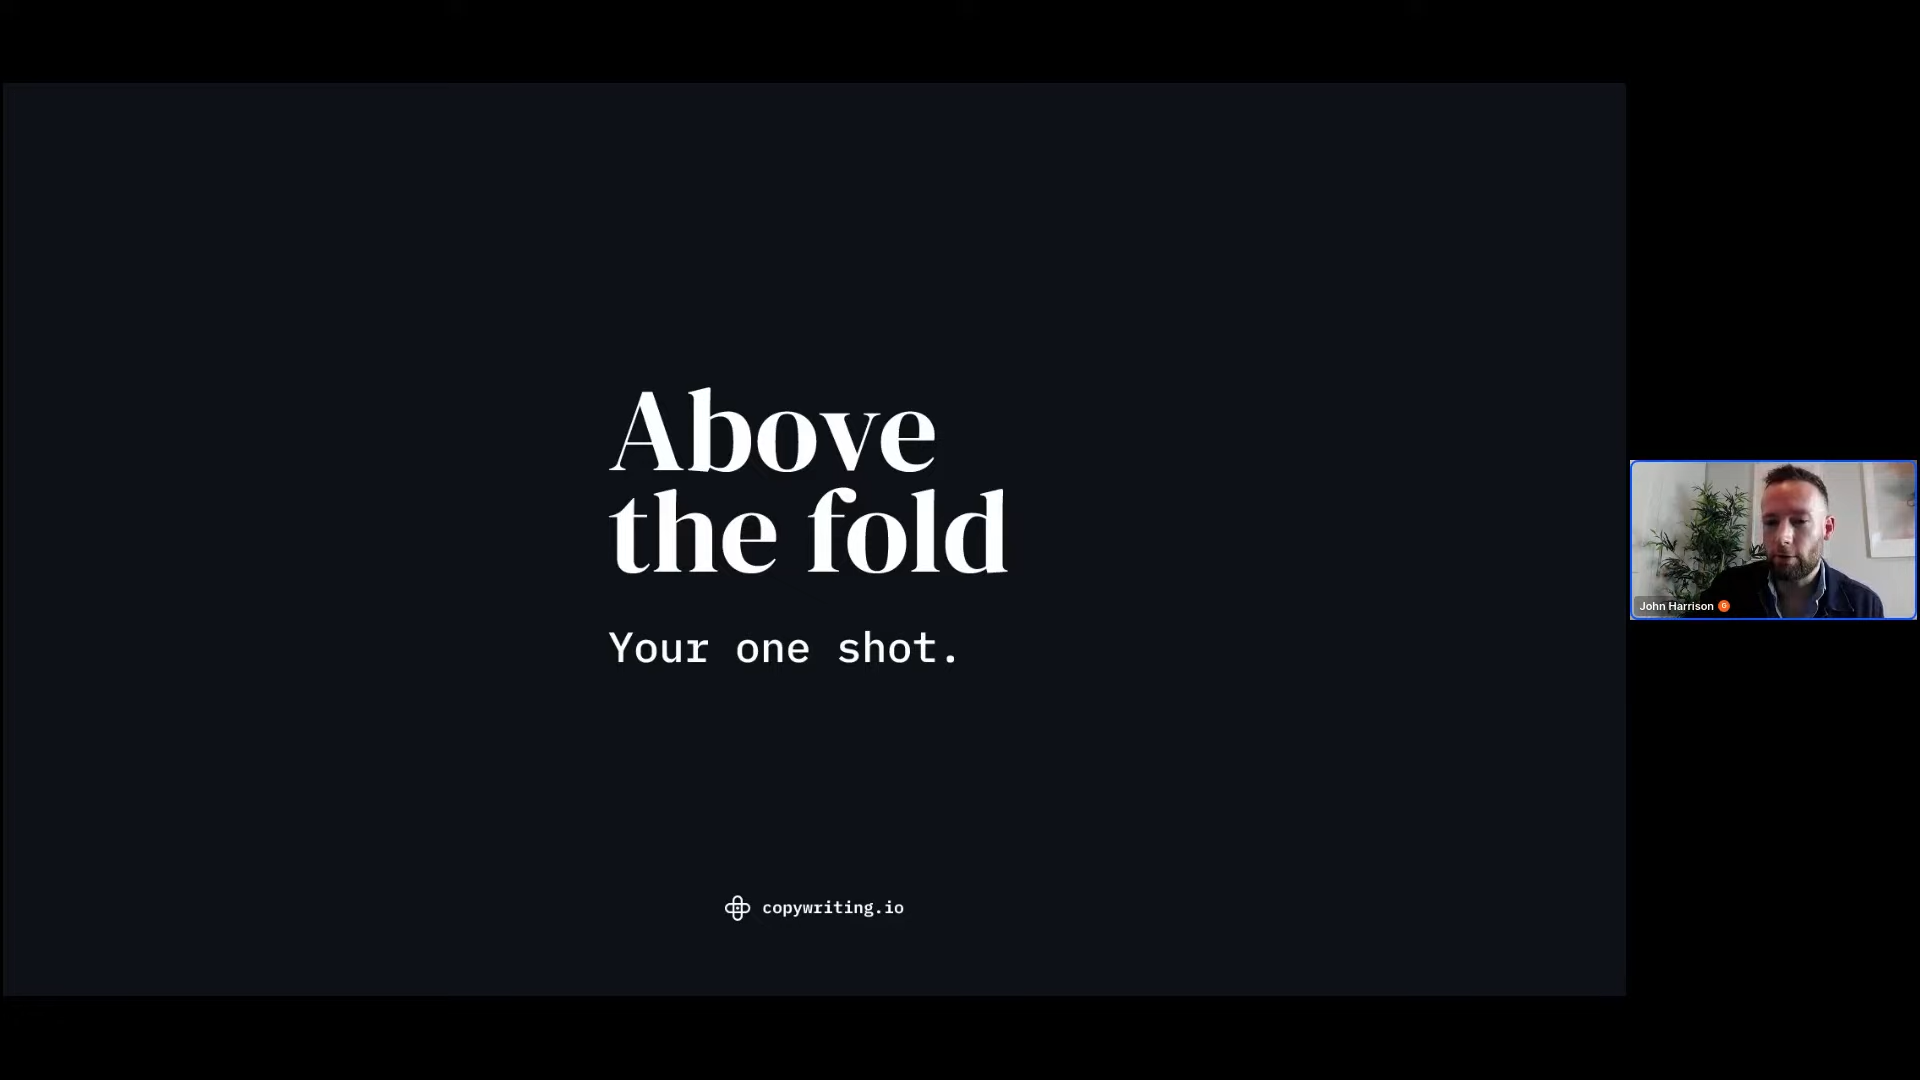 Above
the fold
Your one shot.
copywriting.io
John Harrison